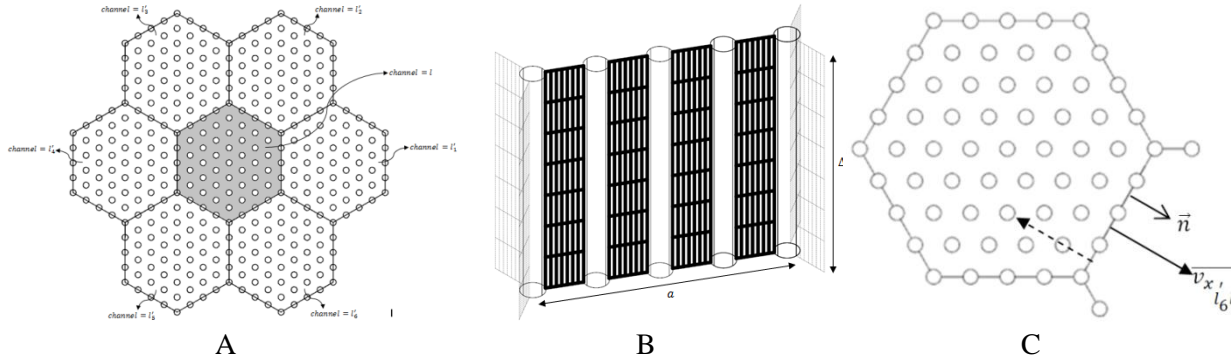 channel = l'₃
channel = l'₂
channel = l
channel = l'₄
channel = l'₁
channel = l'₅
channel = l'₆
A
a
B
n⃗
C